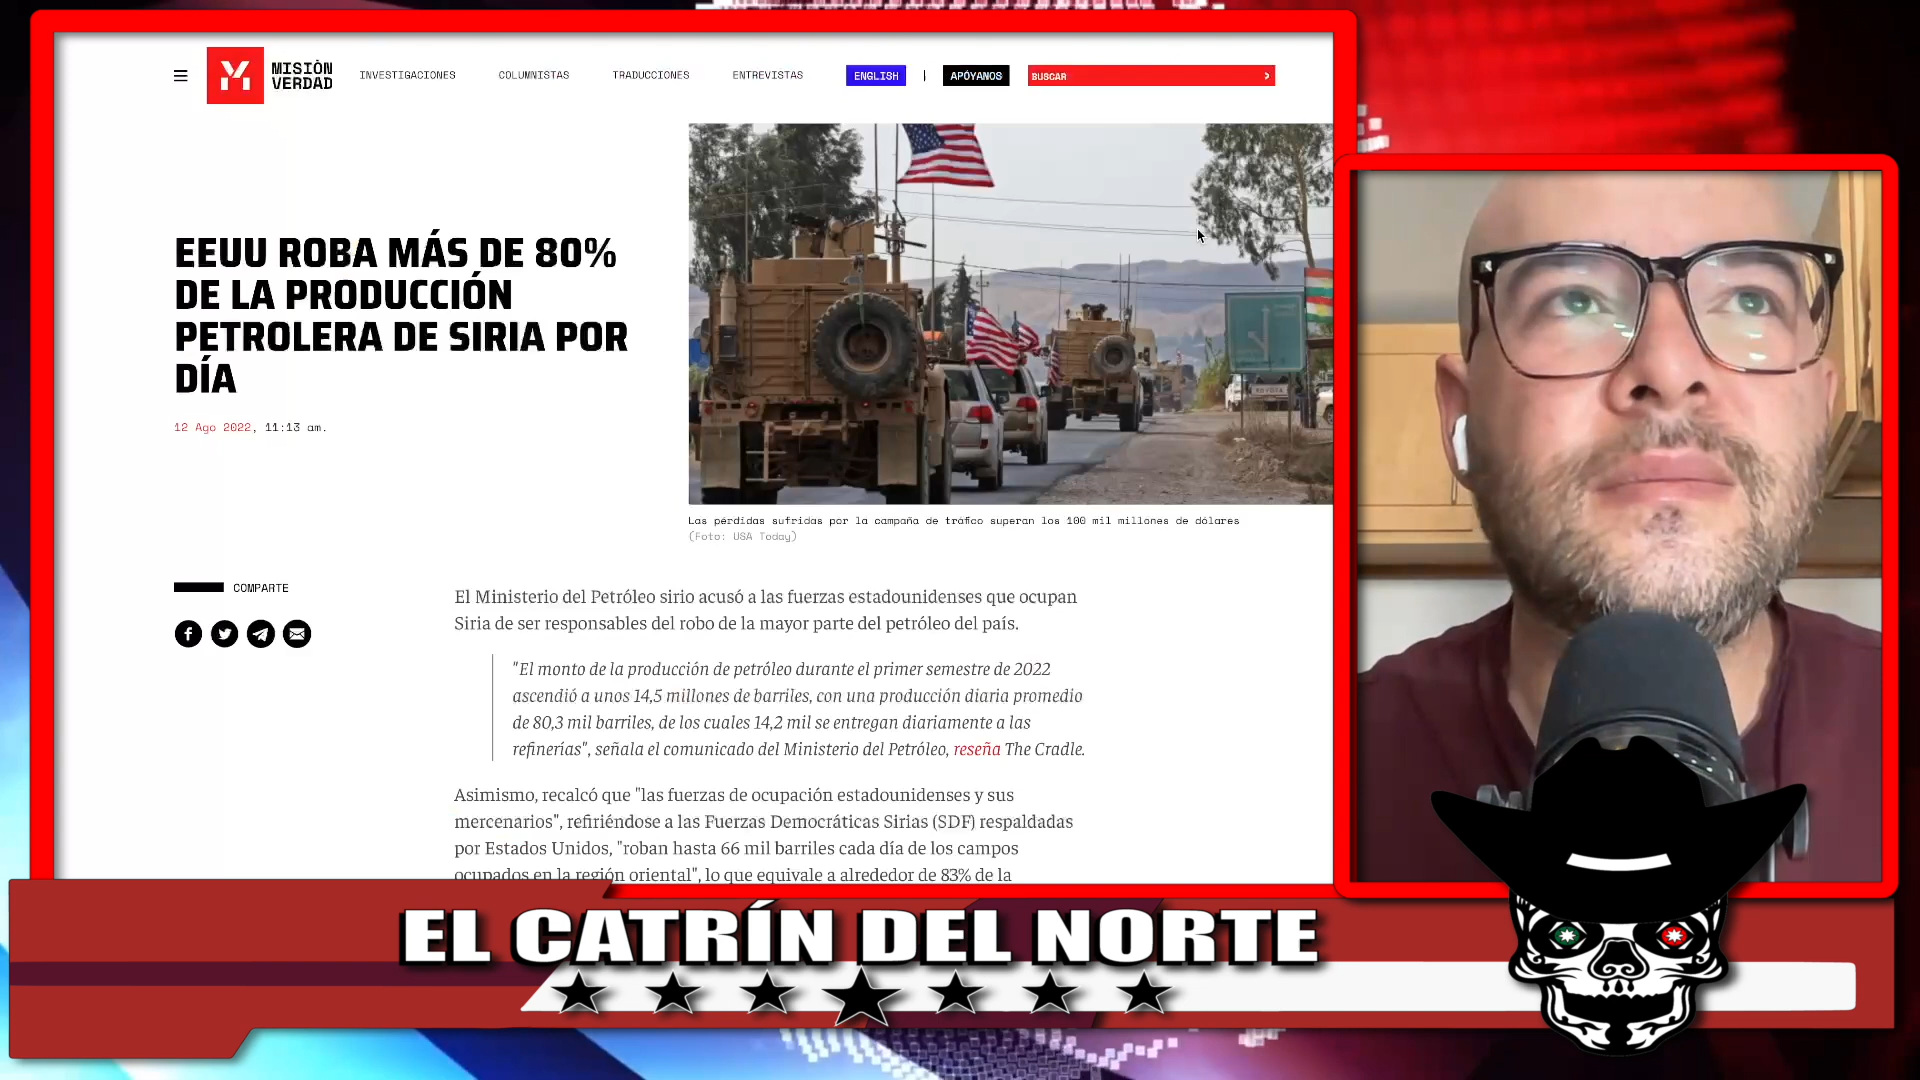 MISIÓN
VERDAD
INVESTIGACIONES
COLUMNISTAS
TRADUCCIONES
ENTREVISTAS
ENGLISH
|
APÓYANOS
BUSCAR
EEUU ROBA MÁS DE 80%
DE LA PRODUCCIÓN
PETROLERA DE SIRIA POR
DÍA
12 Ago 2022, 11:13 am.
TOYOTA
Las pérdidas sufridas por la campaña de tráfico superan los 100 mil millones de dólares
(Foto: USA Today)
COMPARTE
El Ministerio del Petróleo sirio acusó a las fuerzas estadounidenses que ocupan
Siria de ser responsables del robo de la mayor parte del petróleo del país.
"El monto de la producción de petróleo durante el primer semestre de 2022
ascendió a unos 14,5 millones de barriles, con una producción diaria promedio
de 80,3 mil barriles, de los cuales 14,2 mil se entregan diariamente a las
refinerías", señala el comunicado del Ministerio del Petróleo, reseña The Cradle.
Asimismo, recalcó que "las fuerzas de ocupación estadounidenses y sus
mercenarios", refiriéndose a las Fuerzas Democráticas Sirias (SDF) respaldadas
por Estados Unidos, "roban hasta 66 mil barriles cada día de los campos
ocupados en la región oriental", lo que equivale a alrededor de 83% de la
EL CATRÍN DEL NORTE